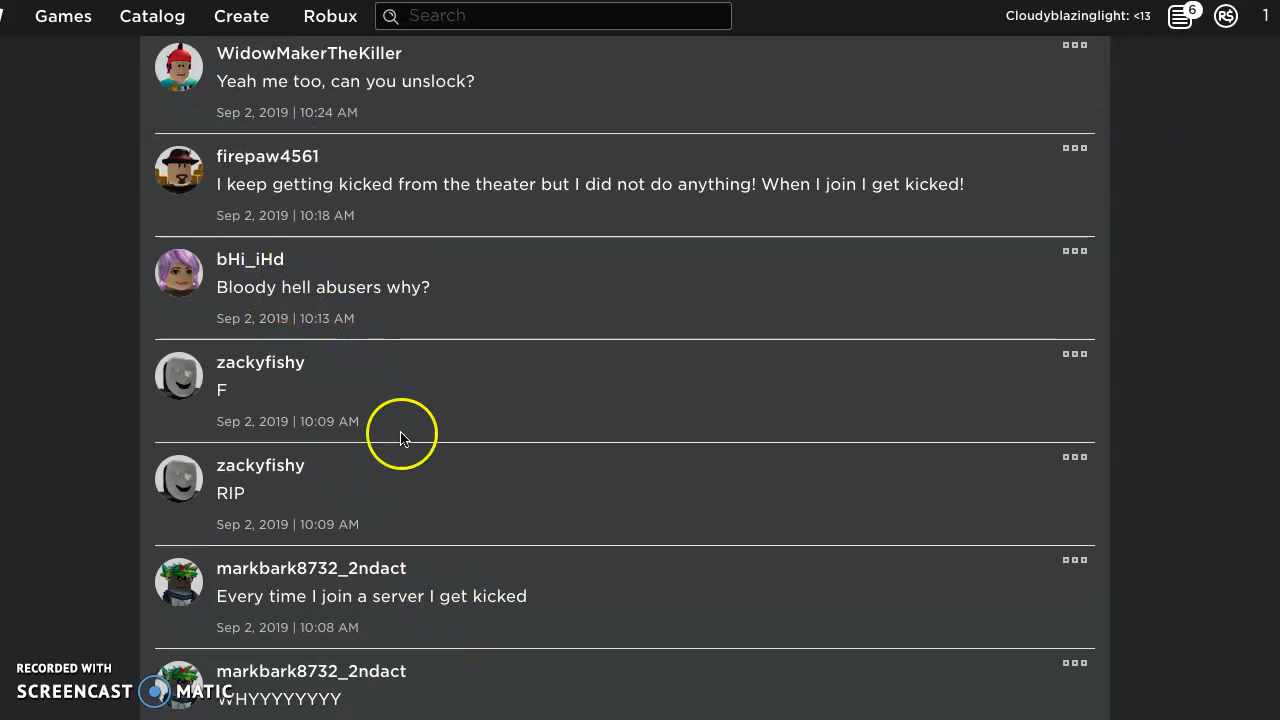 Games Catalog Create Robux Search Cloudyblazinglight: <13 6 R$ 1
WidowMakerTheKiller
Yeah me too, can you unslock?
Sep 2, 2019 | 10:24 AM
firepaw4561
I keep getting kicked from the theater but I did not do anything! When I join I get kicked!
Sep 2, 2019 | 10:18 AM
bHi_iHd
Bloody hell abusers why?
Sep 2, 2019 | 10:13 AM
zackyfishy
F
Sep 2, 2019 | 10:09 AM
zackyfishy
RIP
Sep 2, 2019 | 10:09 AM
markbark8732_2ndact
Every time I join a server I get kicked
Sep 2, 2019 | 10:08 AM
markbark8732_2ndact
WHYYYYYYYY
RECORDED WITH
SCREENCAST MATIC